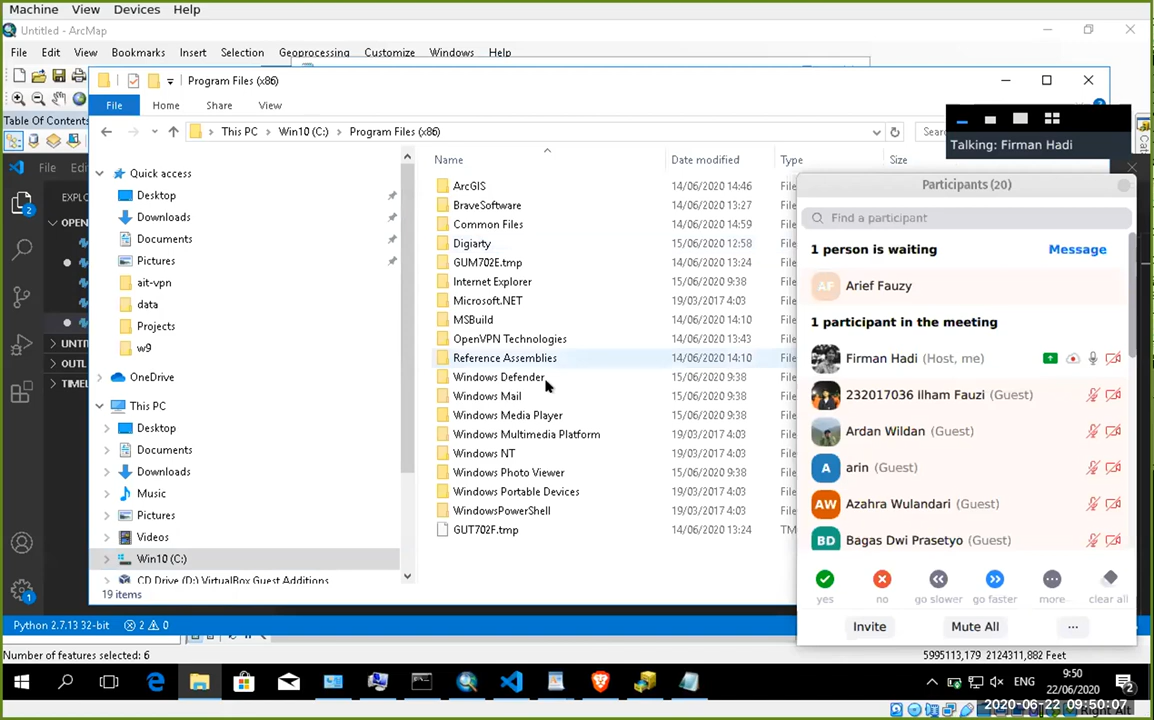 Machine View Devices Help
Untitled - ArcMap
File Edit View Bookmarks Insert Selection Geoprocessing Customize Windows Help
Program Files (x86)
File Home Share View
Table Of Contents
This PC > Win10 (C:) > Program Files (x86)
Talking: Firman Hadi
File
Name Date modified Type Size
Quick access
Desktop
Downloads
Documents
Pictures
ait-vpn
data
Projects
w9
OneDrive
This PC
Desktop
Downloads
Documents
Music
Pictures
Videos
Win10 (C:)
CD Drive (D:) VirtualBox Guest Additions
ArcGIS 14/06/2020 14:46
BraveSoftware 14/06/2020 13:27
Common Files 14/06/2020 14:59
Digiarty 15/06/2020 12:58
GUM702E.tmp 14/06/2020 13:24
Internet Explorer 15/06/2020 9:38
Microsoft.NET 19/03/2017 4:03
MSBuild 14/06/2020 14:10
OpenVPN Technologies 14/06/2020 13:43
Reference Assemblies 14/06/2020 14:10
Windows Defender 15/06/2020 9:38
Windows Mail 15/06/2020 9:38
Windows Media Player 15/06/2020 9:38
Windows Multimedia Platform 19/03/2017 4:03
Windows NT 19/03/2017 4:03
Windows Photo Viewer 15/06/2020 9:38
Windows Portable Devices 19/03/2017 4:03
WindowsPowerShell 19/03/2017 4:03
GUT702F.tmp 14/06/2020 13:24
19 items
Participants (20)
Find a participant
1 person is waiting Message
AF Arief Fauzy
1 participant in the meeting
Firman Hadi (Host, me)
232017036 ilham Fauzi (Guest)
Ardan Wildan (Guest)
A arin (Guest)
AW Azahra Wulandari (Guest)
BD Bagas Dwi Prasetyo (Guest)
yes no go slower go faster more clear all
Invite Mute All ...
Python 2.7.13 32-bit 2 0
Number of features selected: 6
5995113,179 2124311,882 Feet
ENG
9:50
22/06/2020
2
2020-06-22 09:50:07
Right Alt